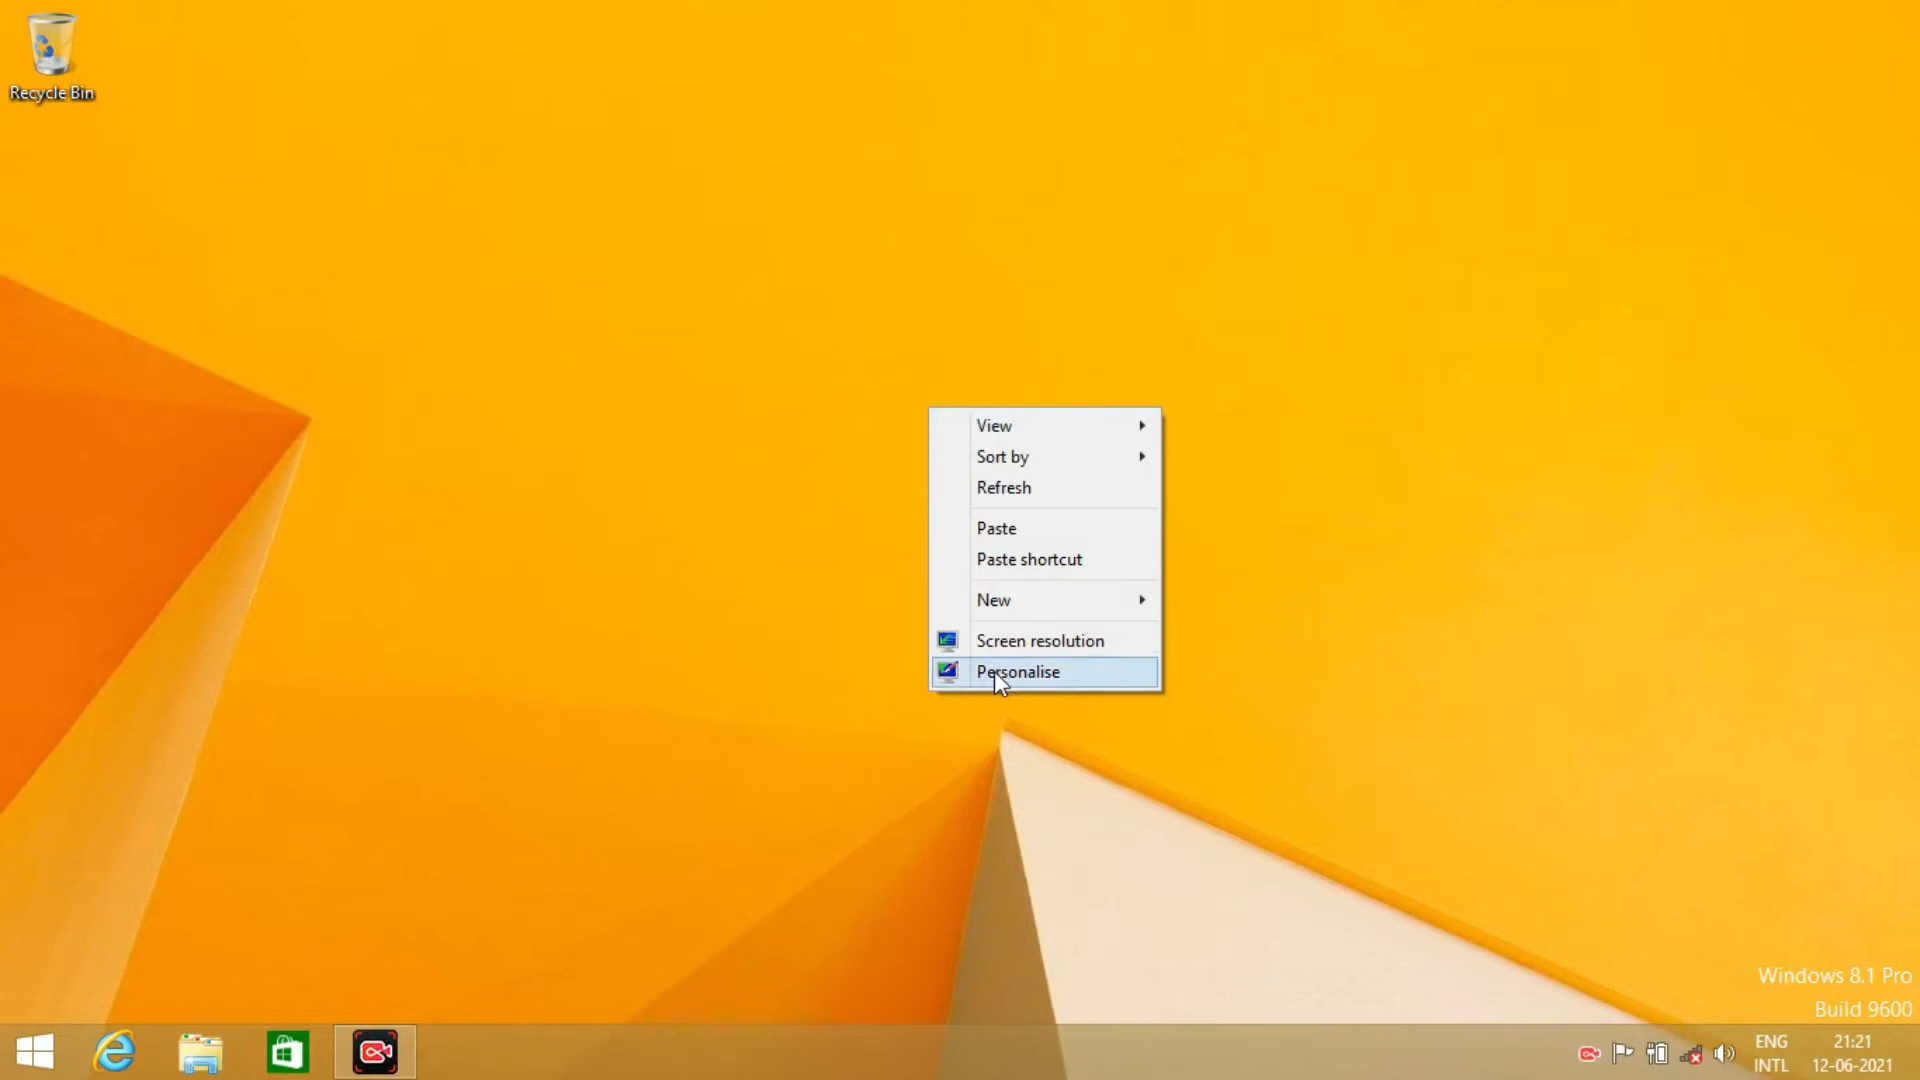 Recycle Bin
View
Sort by
Refresh
Paste
Paste shortcut
New
Screen resolution
Personalise
Windows 8.1 Pro
Build 9600
ENG
INTL
21:21
12-06-2021